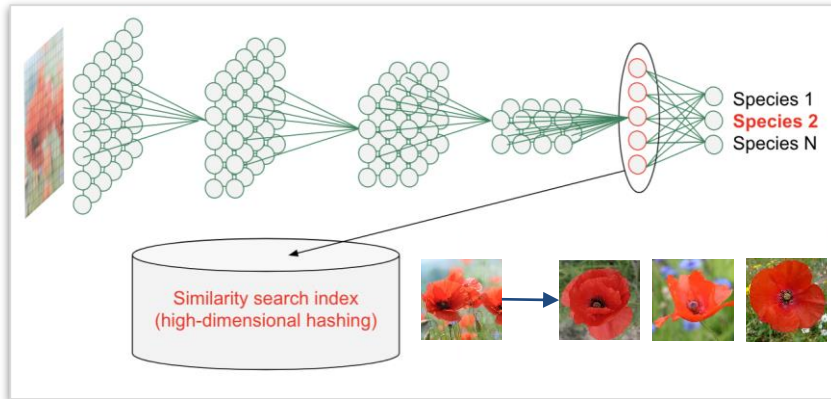 Species 1
Species 2
Species N
Similarity search index
(high-dimensional hashing)